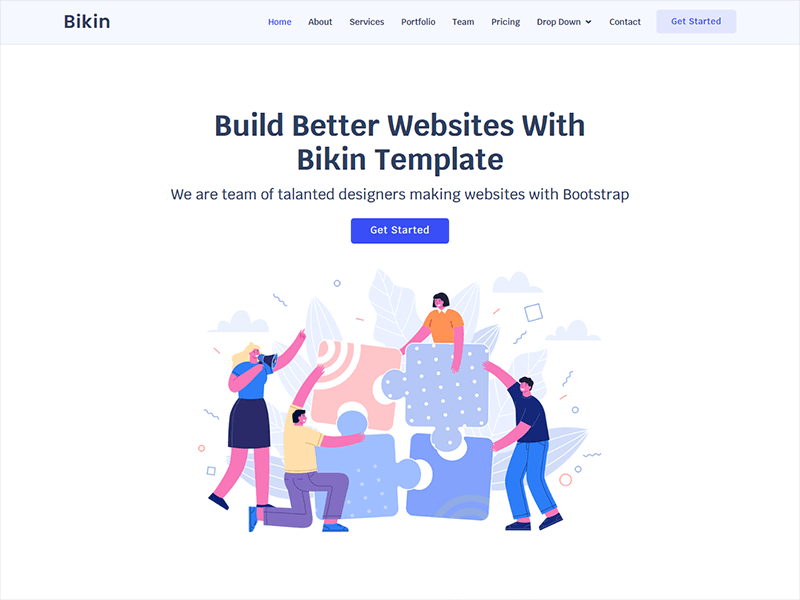 Bikin
Home About Services Portfolio Team Pricing Drop Down Contact Get Started
Build Better Websites With
Bikin Template
We are team of talanted designers making websites with Bootstrap
Get Started